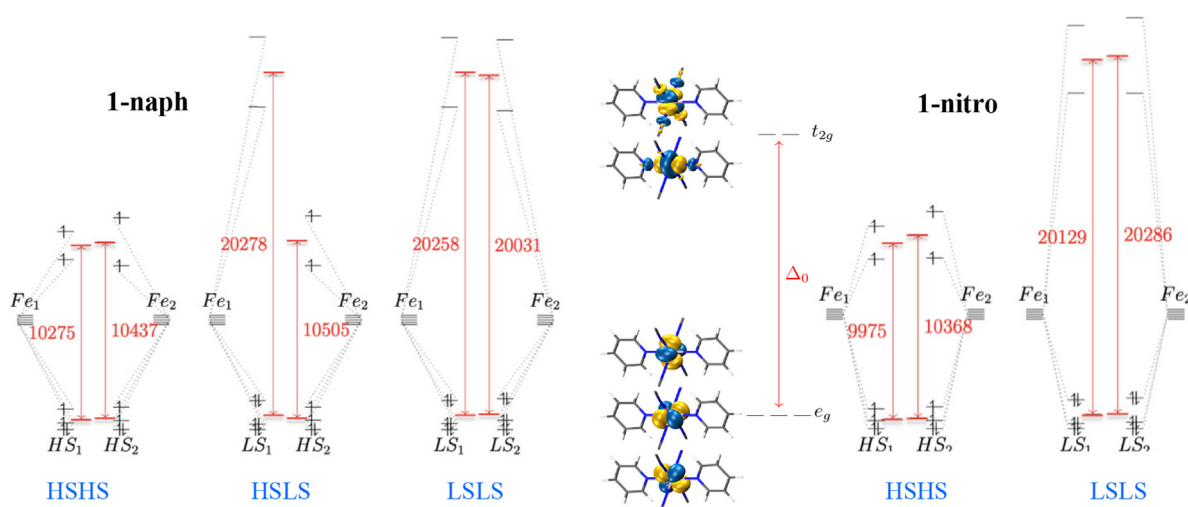 1-naph
1-nitro
t2g
20278
20258
20031
20129
20286
Δ0
Fe1
Fe2
Fe1
Fe2
Fe1
Fe2
Fe1
Fe2
Fe1
Fe2
10275
10437
10505
9975
10368
eg
HS1
HS2
LS1
HS2
LS1
LS2
HS1
HS2
LS1
LS2
HSHS
HSLS
LSLS
HSHS
LSLS